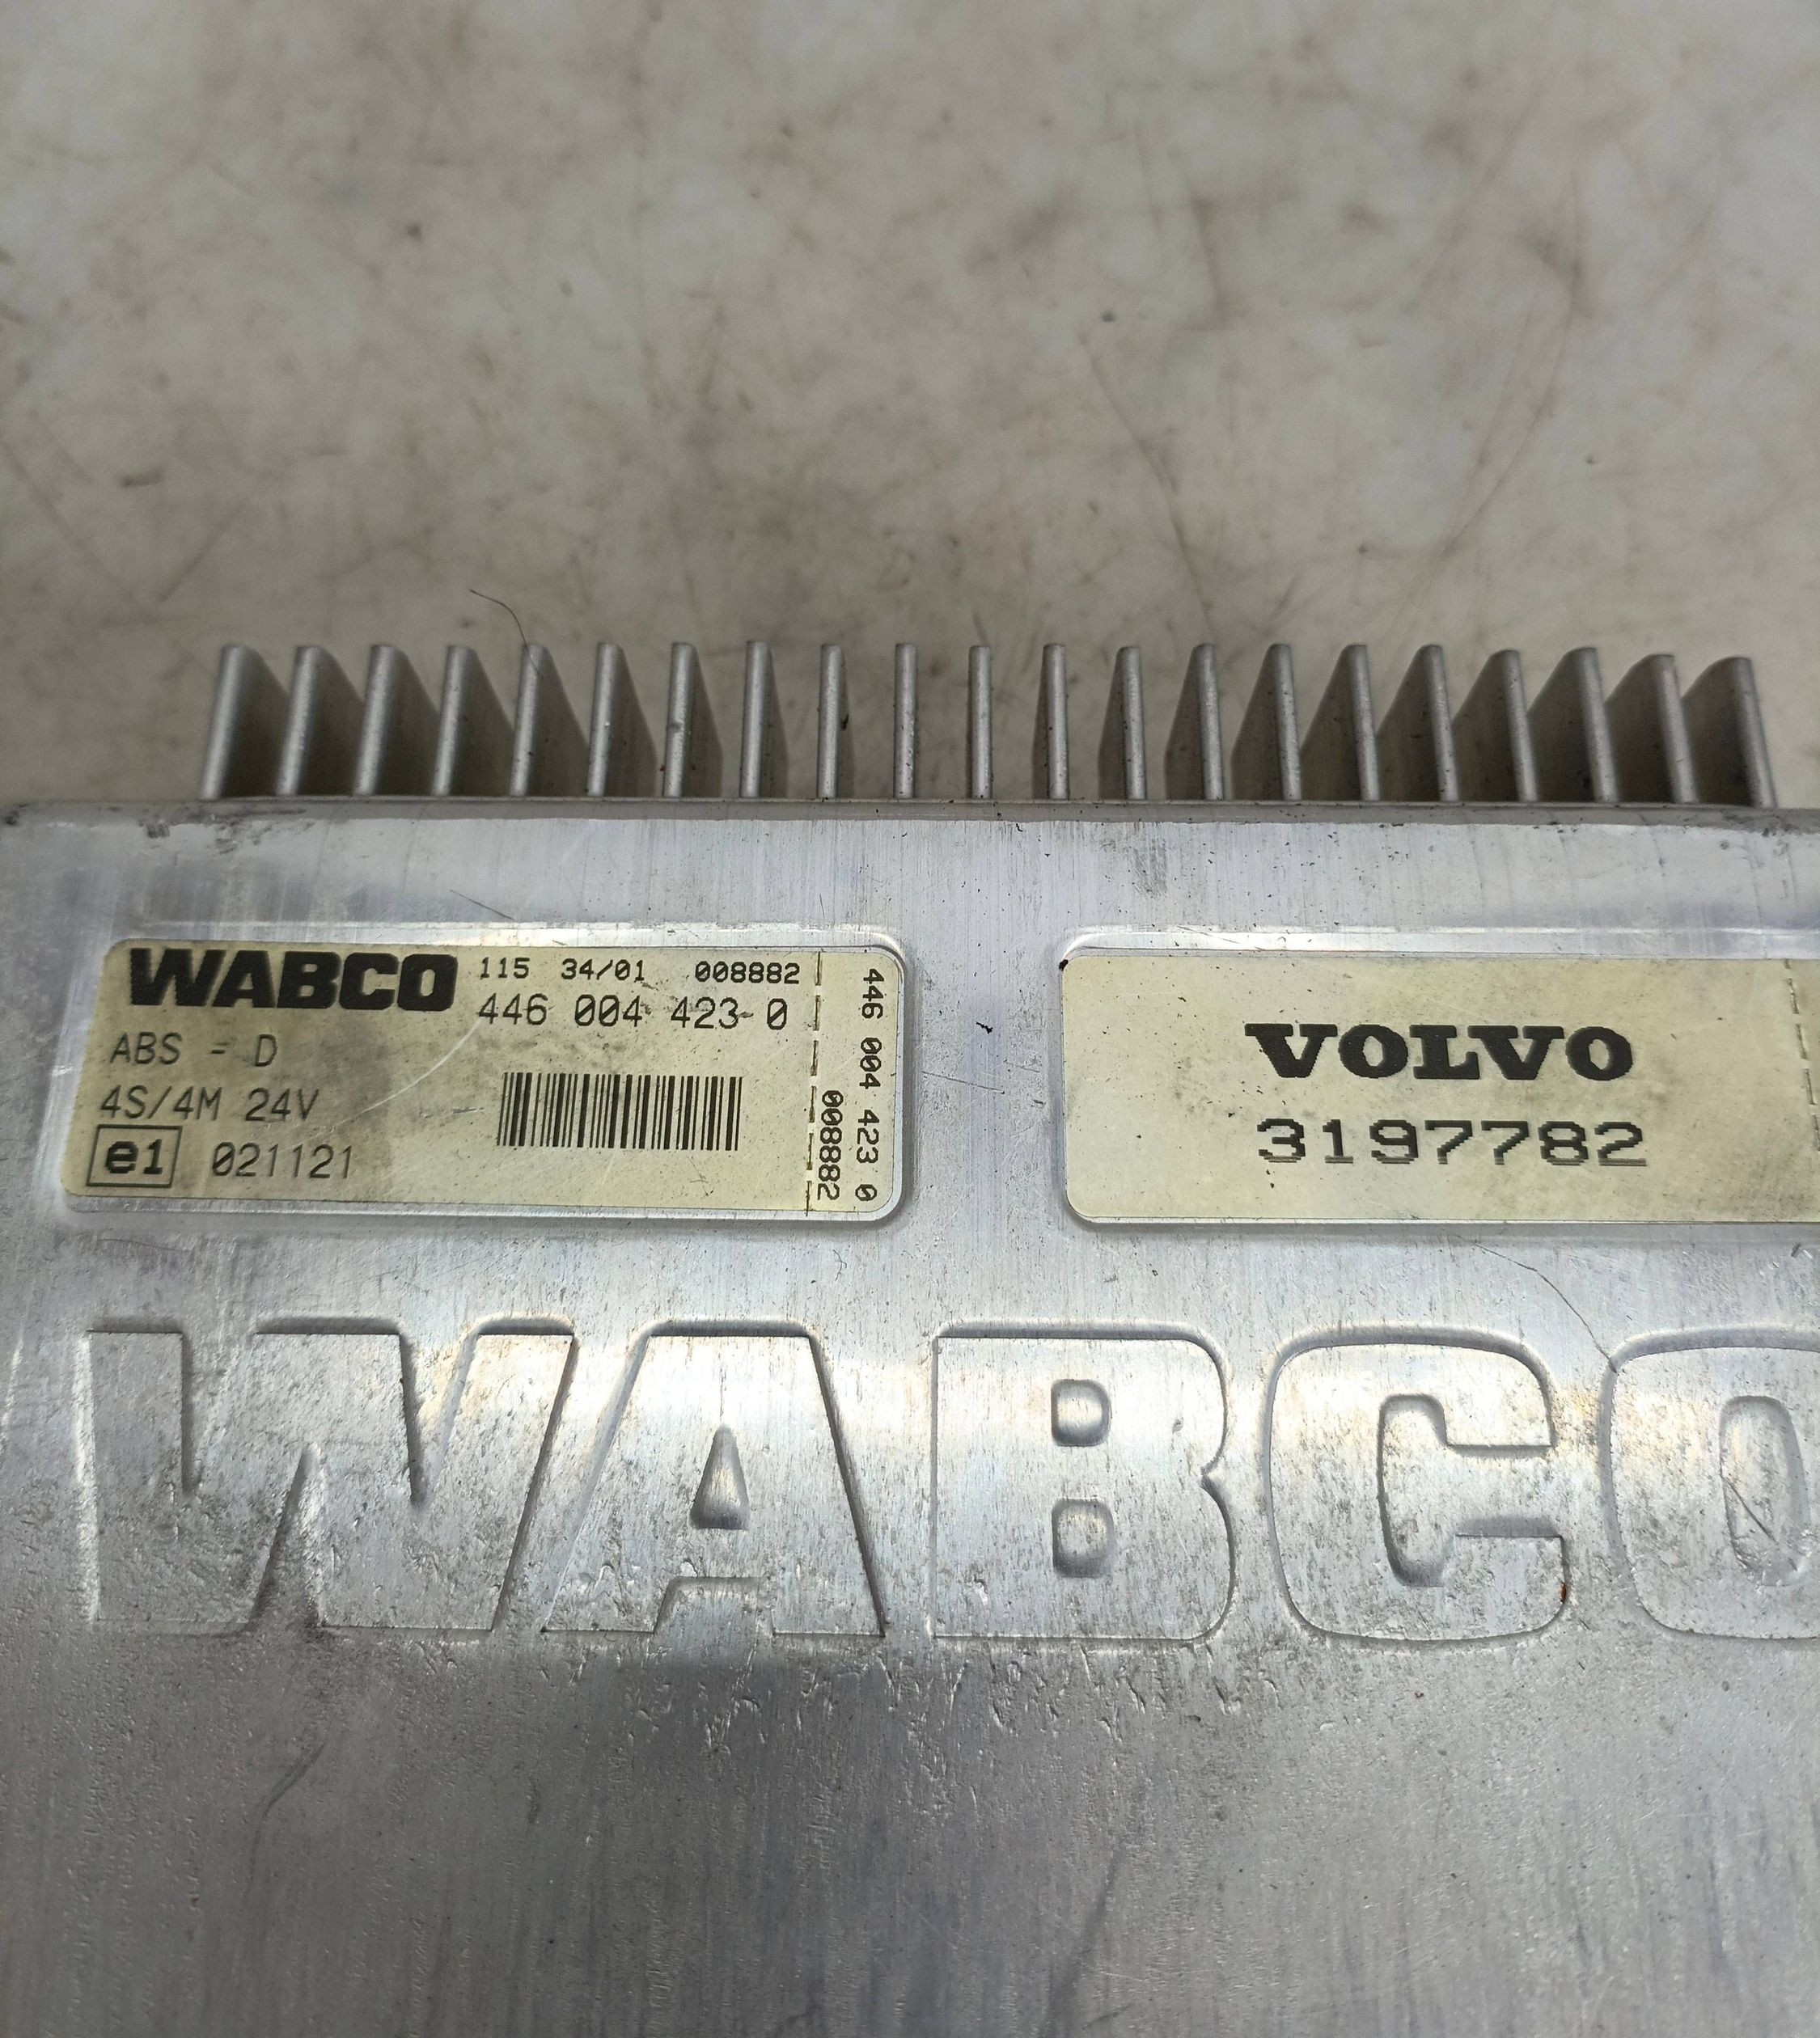 WABCO 115 34/01 008882
446 004 423 0
ABS - D
4S/4M 24V
e1 021121
446 004 423 0
008882
VOLVO
3197782
WABCO